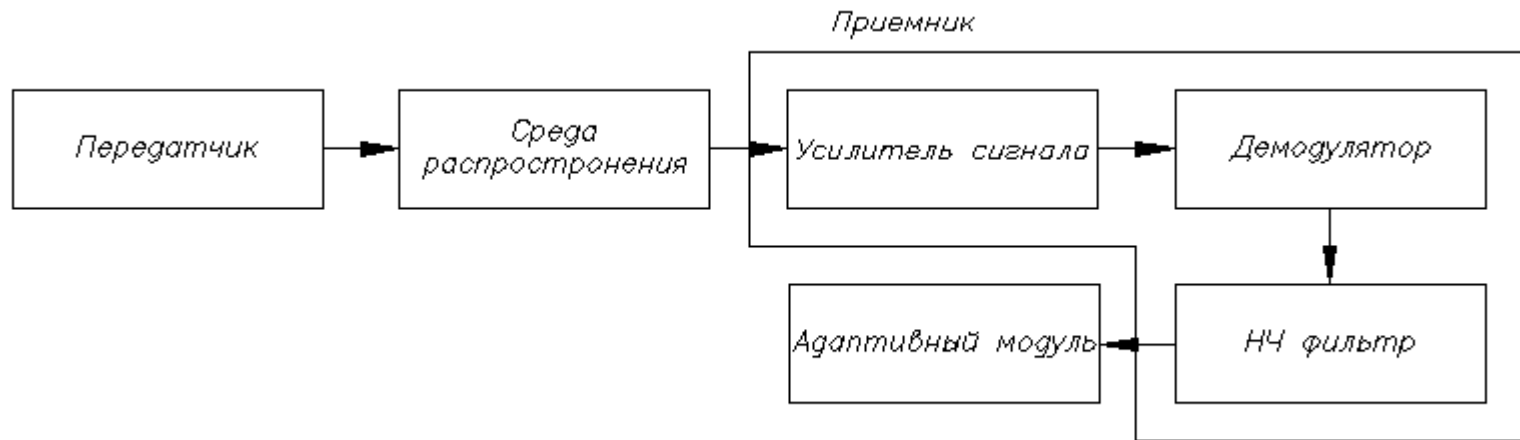 Приемник
Передатчик
Среда
распростронения
Усилитель сигнала
Демодулятор
НЧ фильтр
Адаптивный модуль